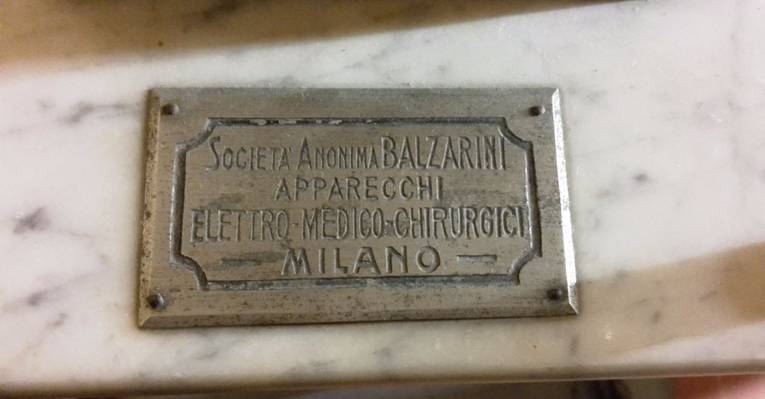 SOCIETA' ANONIMA BALZARINI
APPARECCHI
ELETTRO-MEDICO-CHIRURGICI
— MILANO —